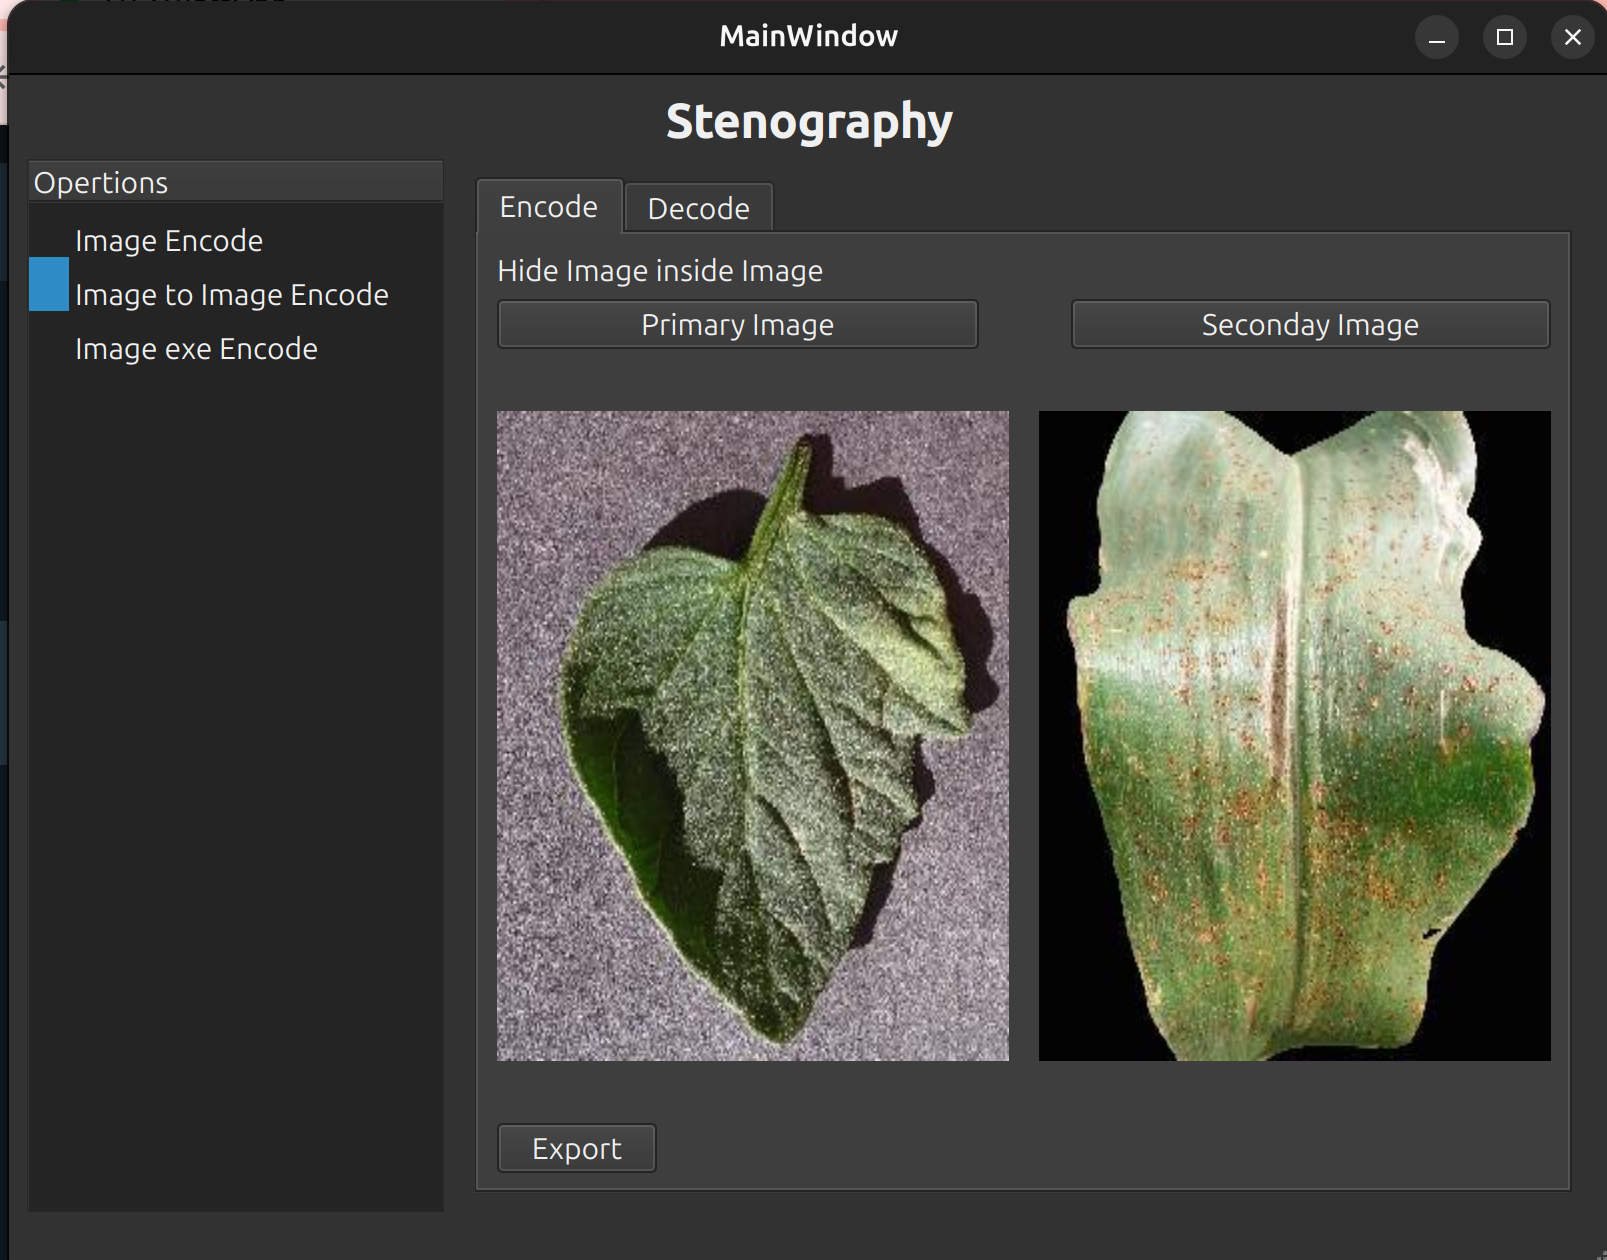 MainWindow
Stenography
Opertions
Image Encode
Image to Image Encode
Image exe Encode
Encode
Decode
Hide Image inside Image
Primary Image
Seconday Image
Export